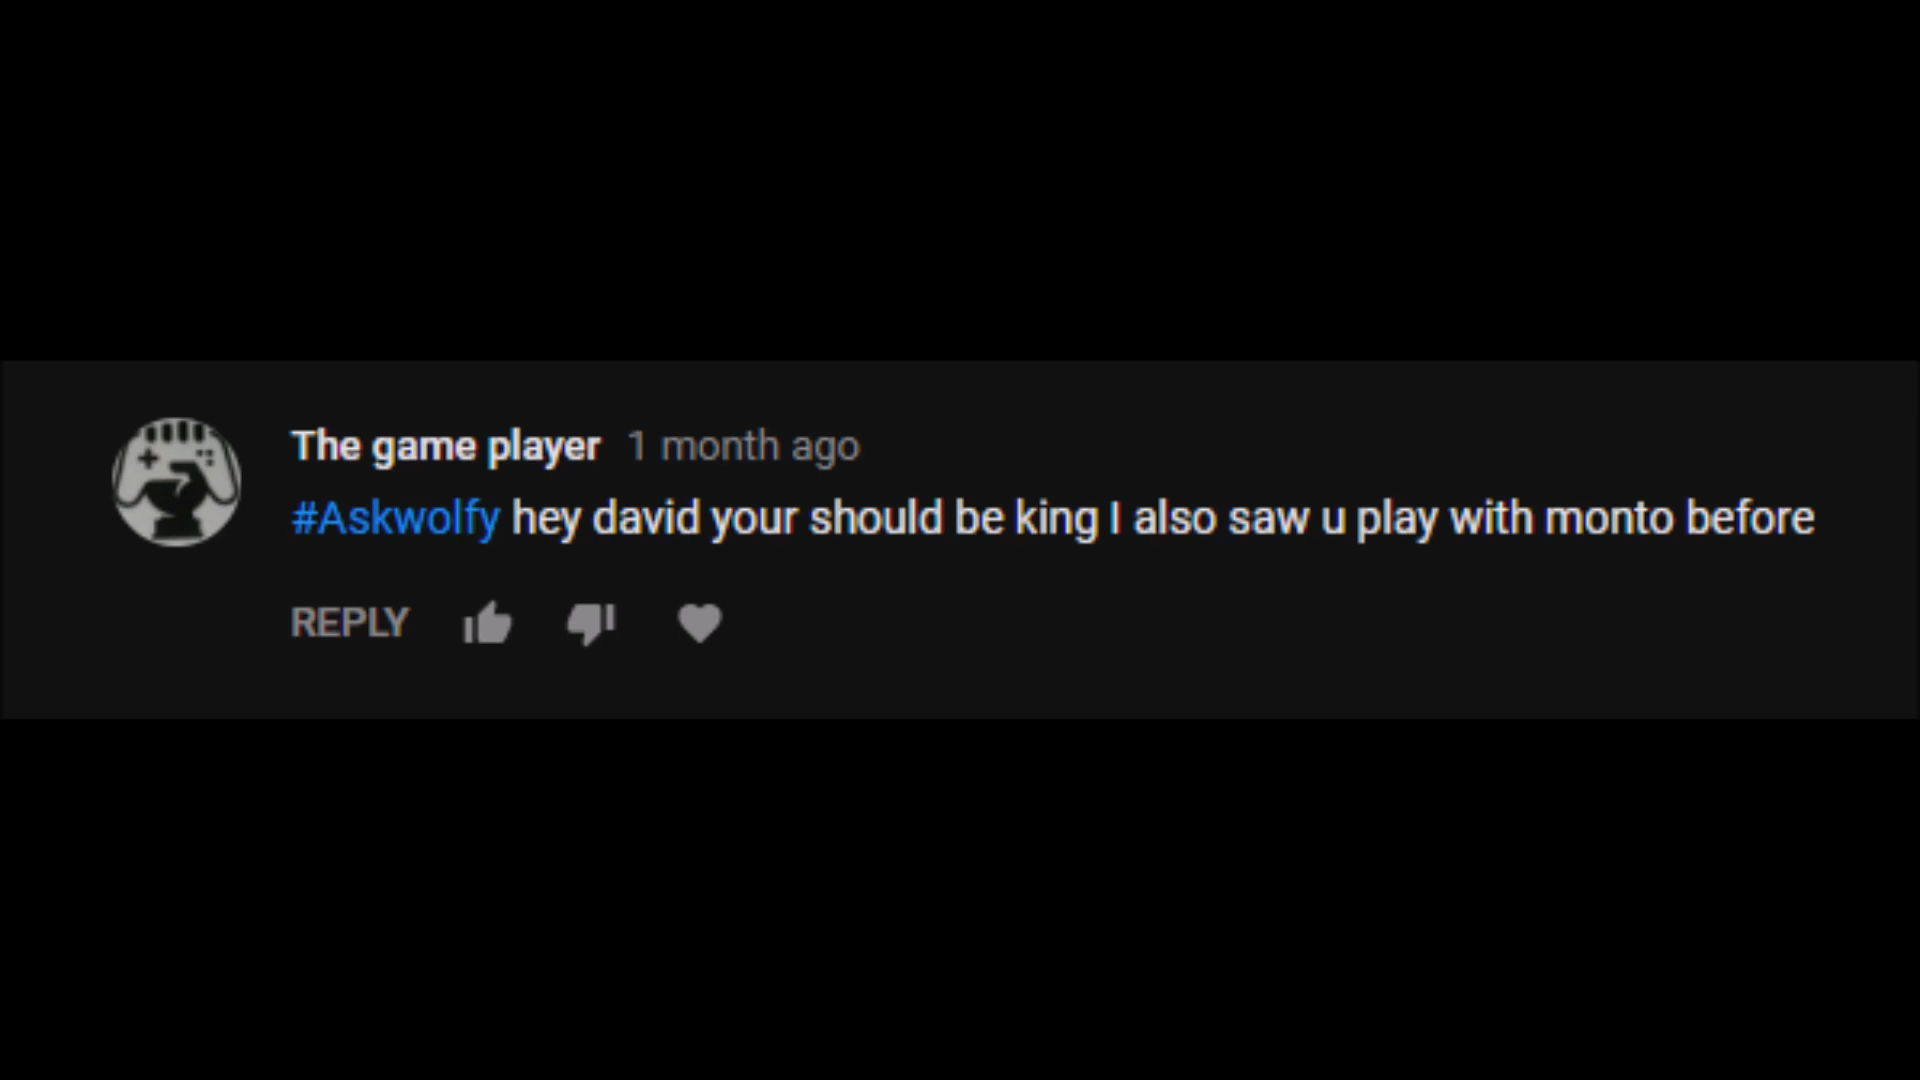 The game player 1 month ago
#Askwolfy hey david your should be king I also saw u play with monto before
REPLY